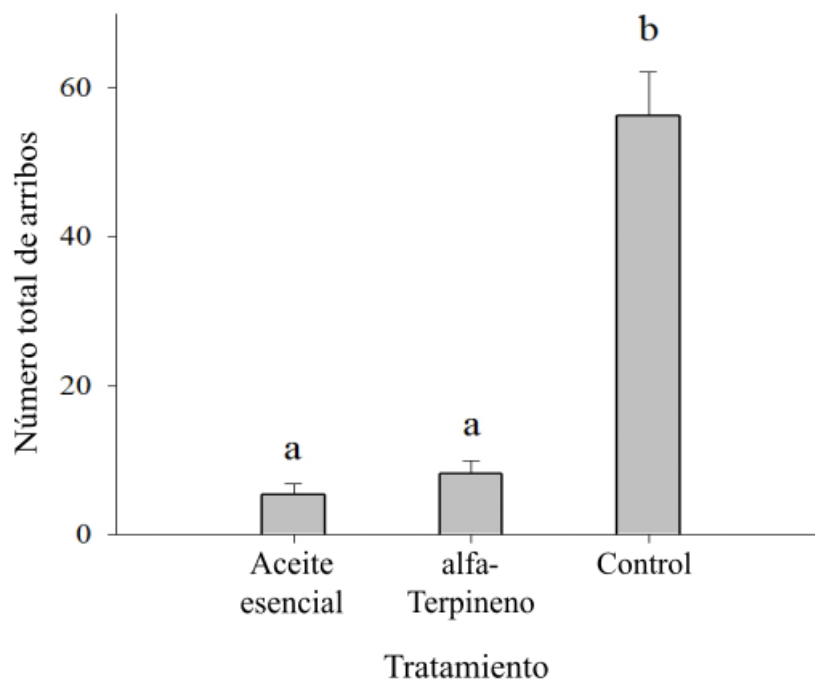 b
60
Número total de arribos
40
20
a
a
0
Aceite
esencial
alfa-
Terpineno
Control
Tratamiento